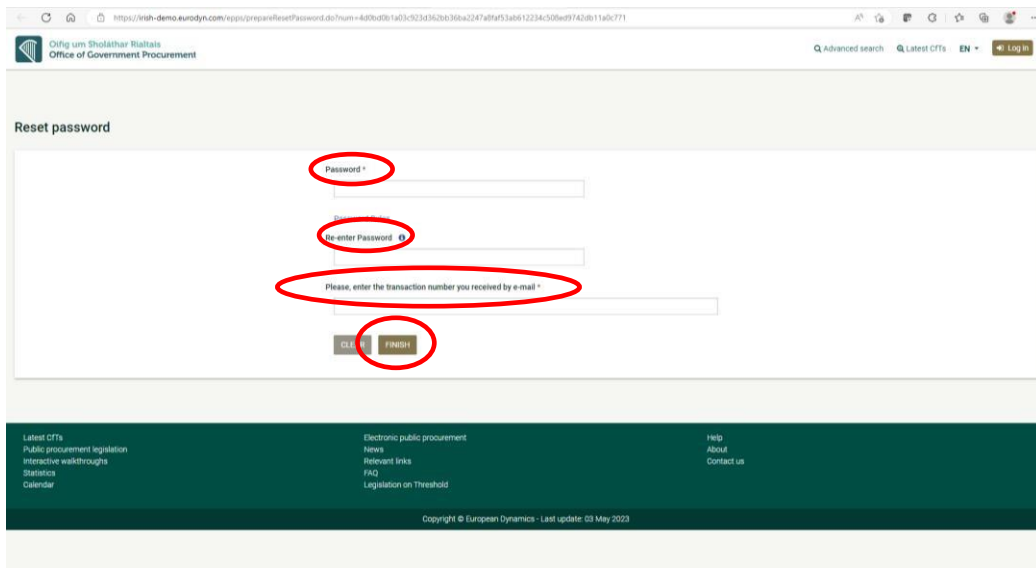 https://irish-demo.eurodyn.com/epps/prepareResetPassword.do?num=4d0bd0b1a03c923d362bb36ba2247a8faf53ab612234c508ed9742db11a0c771
Oifig um Sholáthar Rialtais
Office of Government Procurement
Advanced search Latest CfTs EN Log in
Reset password
Password *
Password Rules
Re-enter Password
Please, enter the transaction number you received by e-mail *
CLEAR FINISH
Latest CfTs Electronic public procurement Help
Public procurement legislation News About
Interactive walkthroughs Relevant links Contact us
Statistics FAQ
Calendar Legislation on Threshold
Copyright © European Dynamics - Last update: 03 May 2023